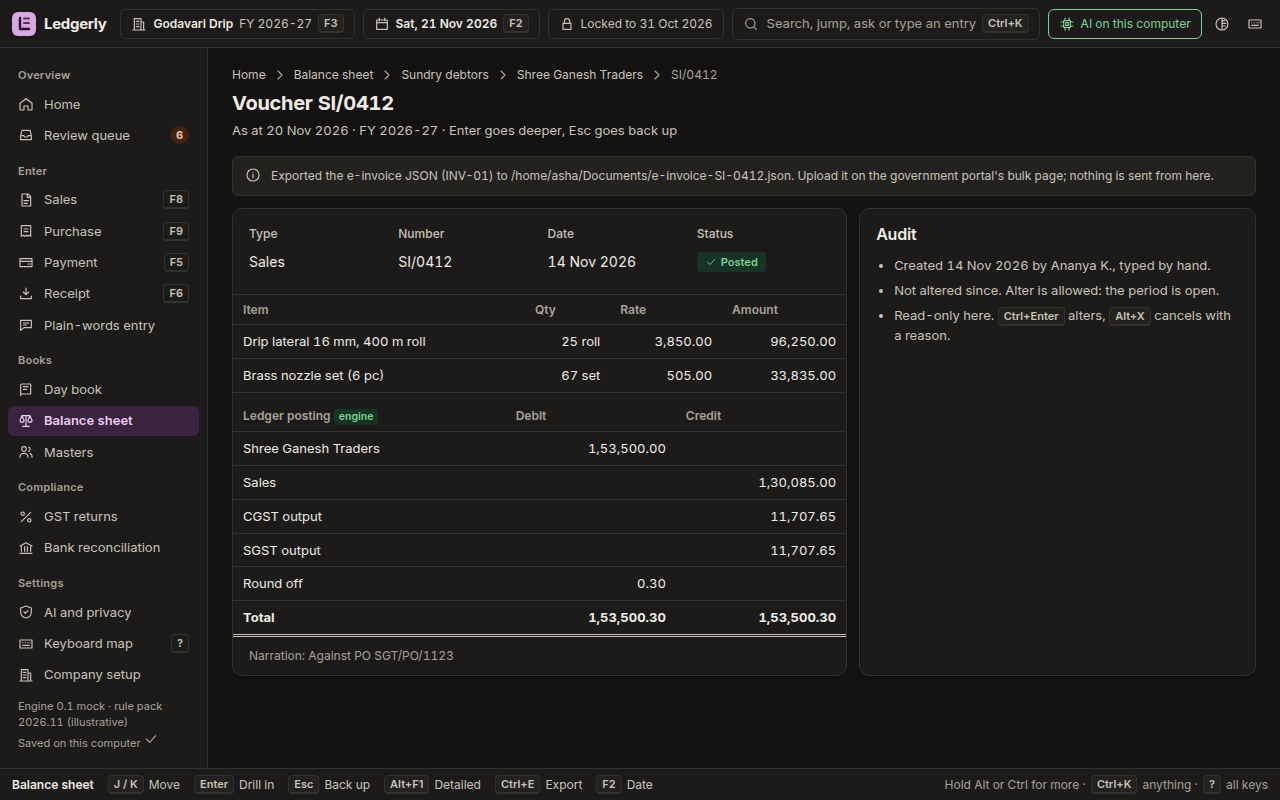 Ledgerly
Godavari Drip FY 2026-27 F3
Sat, 21 Nov 2026 F2
Locked to 31 Oct 2026
Search, jump, ask or type an entry Ctrl+K
AI on this computer
Overview
Home
Review queue 6
Enter
Sales F8
Purchase F9
Payment F5
Receipt F6
Plain-words entry
Books
Day book
Balance sheet
Masters
Compliance
GST returns
Bank reconciliation
Settings
AI and privacy
Keyboard map ?
Company setup
Engine 0.1 mock · rule pack
2026.11 (illustrative)
Saved on this computer
Home > Balance sheet > Sundry debtors > Shree Ganesh Traders > SI/0412
Voucher SI/0412
As at 20 Nov 2026 · FY 2026-27 · Enter goes deeper, Esc goes back up
Exported the e-invoice JSON (INV-01) to /home/asha/Documents/e-invoice-SI-0412.json. Upload it on the government portal's bulk page; nothing is sent from here.
Type Number Date Status
Sales SI/0412 14 Nov 2026 Posted
Item Qty Rate Amount
Drip lateral 16 mm, 400 m roll 25 roll 3,850.00 96,250.00
Brass nozzle set (6 pc) 67 set 505.00 33,835.00
Ledger posting engine Debit Credit
Shree Ganesh Traders 1,53,500.00
Sales 1,30,085.00
CGST output 11,707.65
SGST output 11,707.65
Round off 0.30
Total 1,53,500.30 1,53,500.30
Narration: Against PO SGT/PO/1123
Audit
• Created 14 Nov 2026 by Ananya K., typed by hand.
• Not altered since. Alter is allowed: the period is open.
• Read-only here. Ctrl+Enter alters, Alt+X cancels with
a reason.
Balance sheet J / K Move Enter Drill in Esc Back up Alt+F1 Detailed Ctrl+E Export F2 Date
Hold Alt or Ctrl for more · Ctrl+K anything · ? all keys